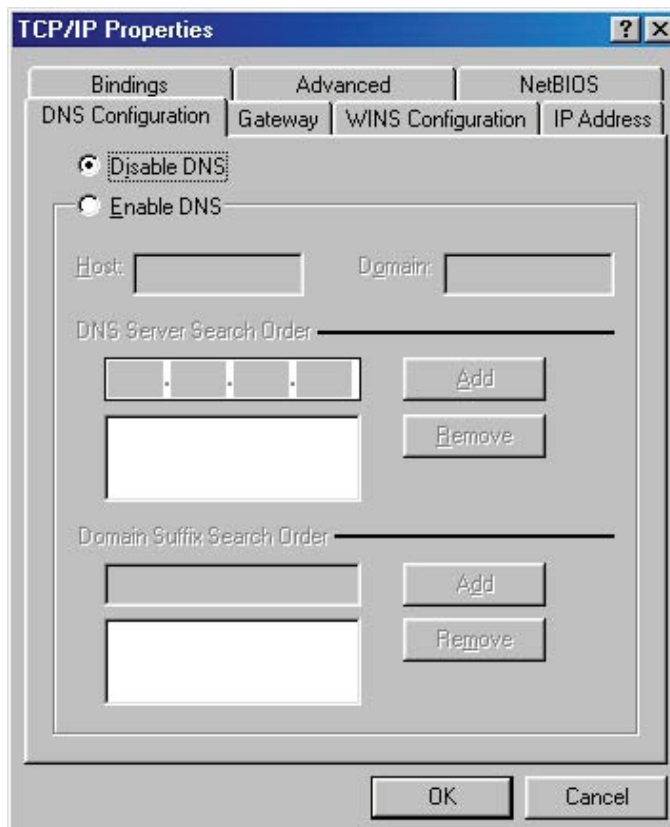 TCP/IP Properties
Bindings Advanced NetBIOS
DNS Configuration Gateway WINS Configuration IP Address
Disable DNS
Enable DNS
Host: Domain:
DNS Server Search Order
Add
Remove
Domain Suffix Search Order
Add
Remove
OK Cancel